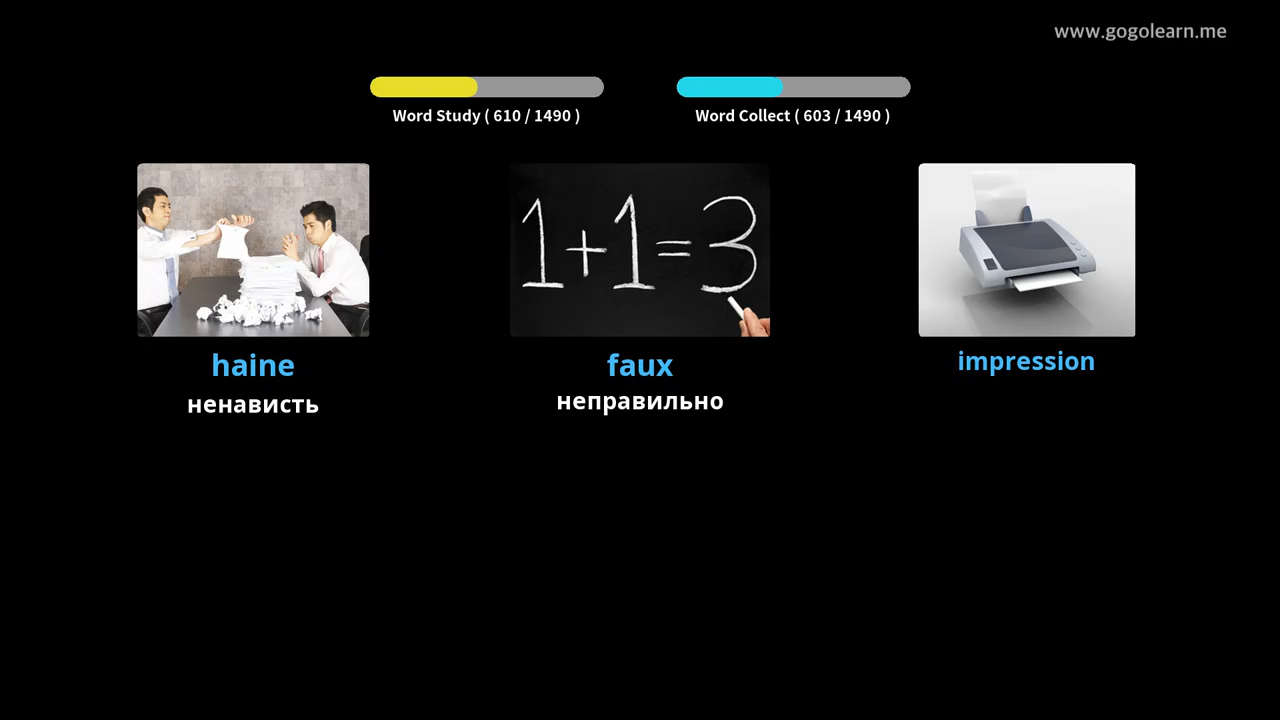 www.gogolearn.me
Word Study ( 610 / 1490 )
Word Collect ( 603 / 1490 )
1+1=3
haine
faux
impression
ненависть
неправильно